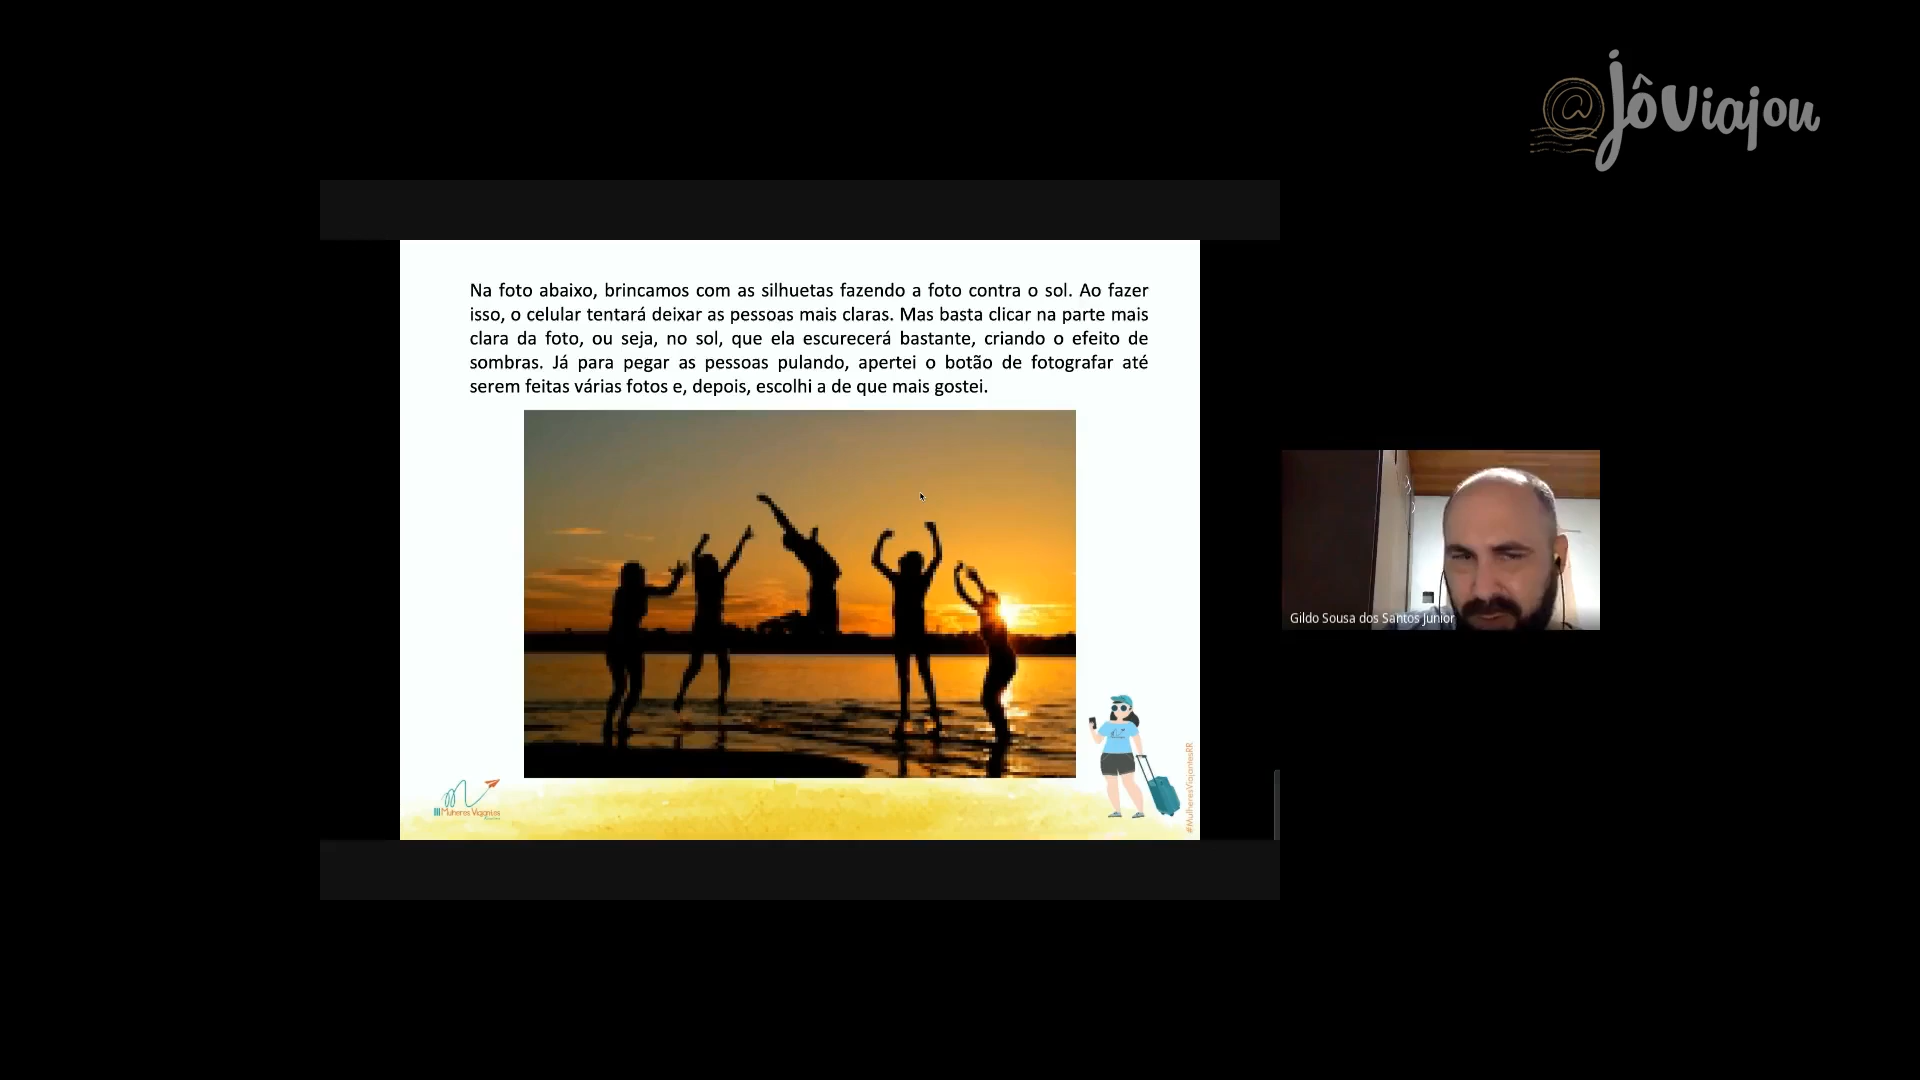 @jôviajou
Na foto abaixo, brincamos com as silhuetas fazendo a foto contra o sol. Ao fazer
isso, o celular tentará deixar as pessoas mais claras. Mas basta clicar na parte mais
clara da foto, ou seja, no sol, que ela escurecerá bastante, criando o efeito de
sombras. Já para pegar as pessoas pulando, apertei o botão de fotografar até
serem feitas várias fotos e, depois, escolhi a de que mais gostei.
Gildo Sousa dos Santos Junior
III Mulheres Viajantes
#MulheresViajantesRR